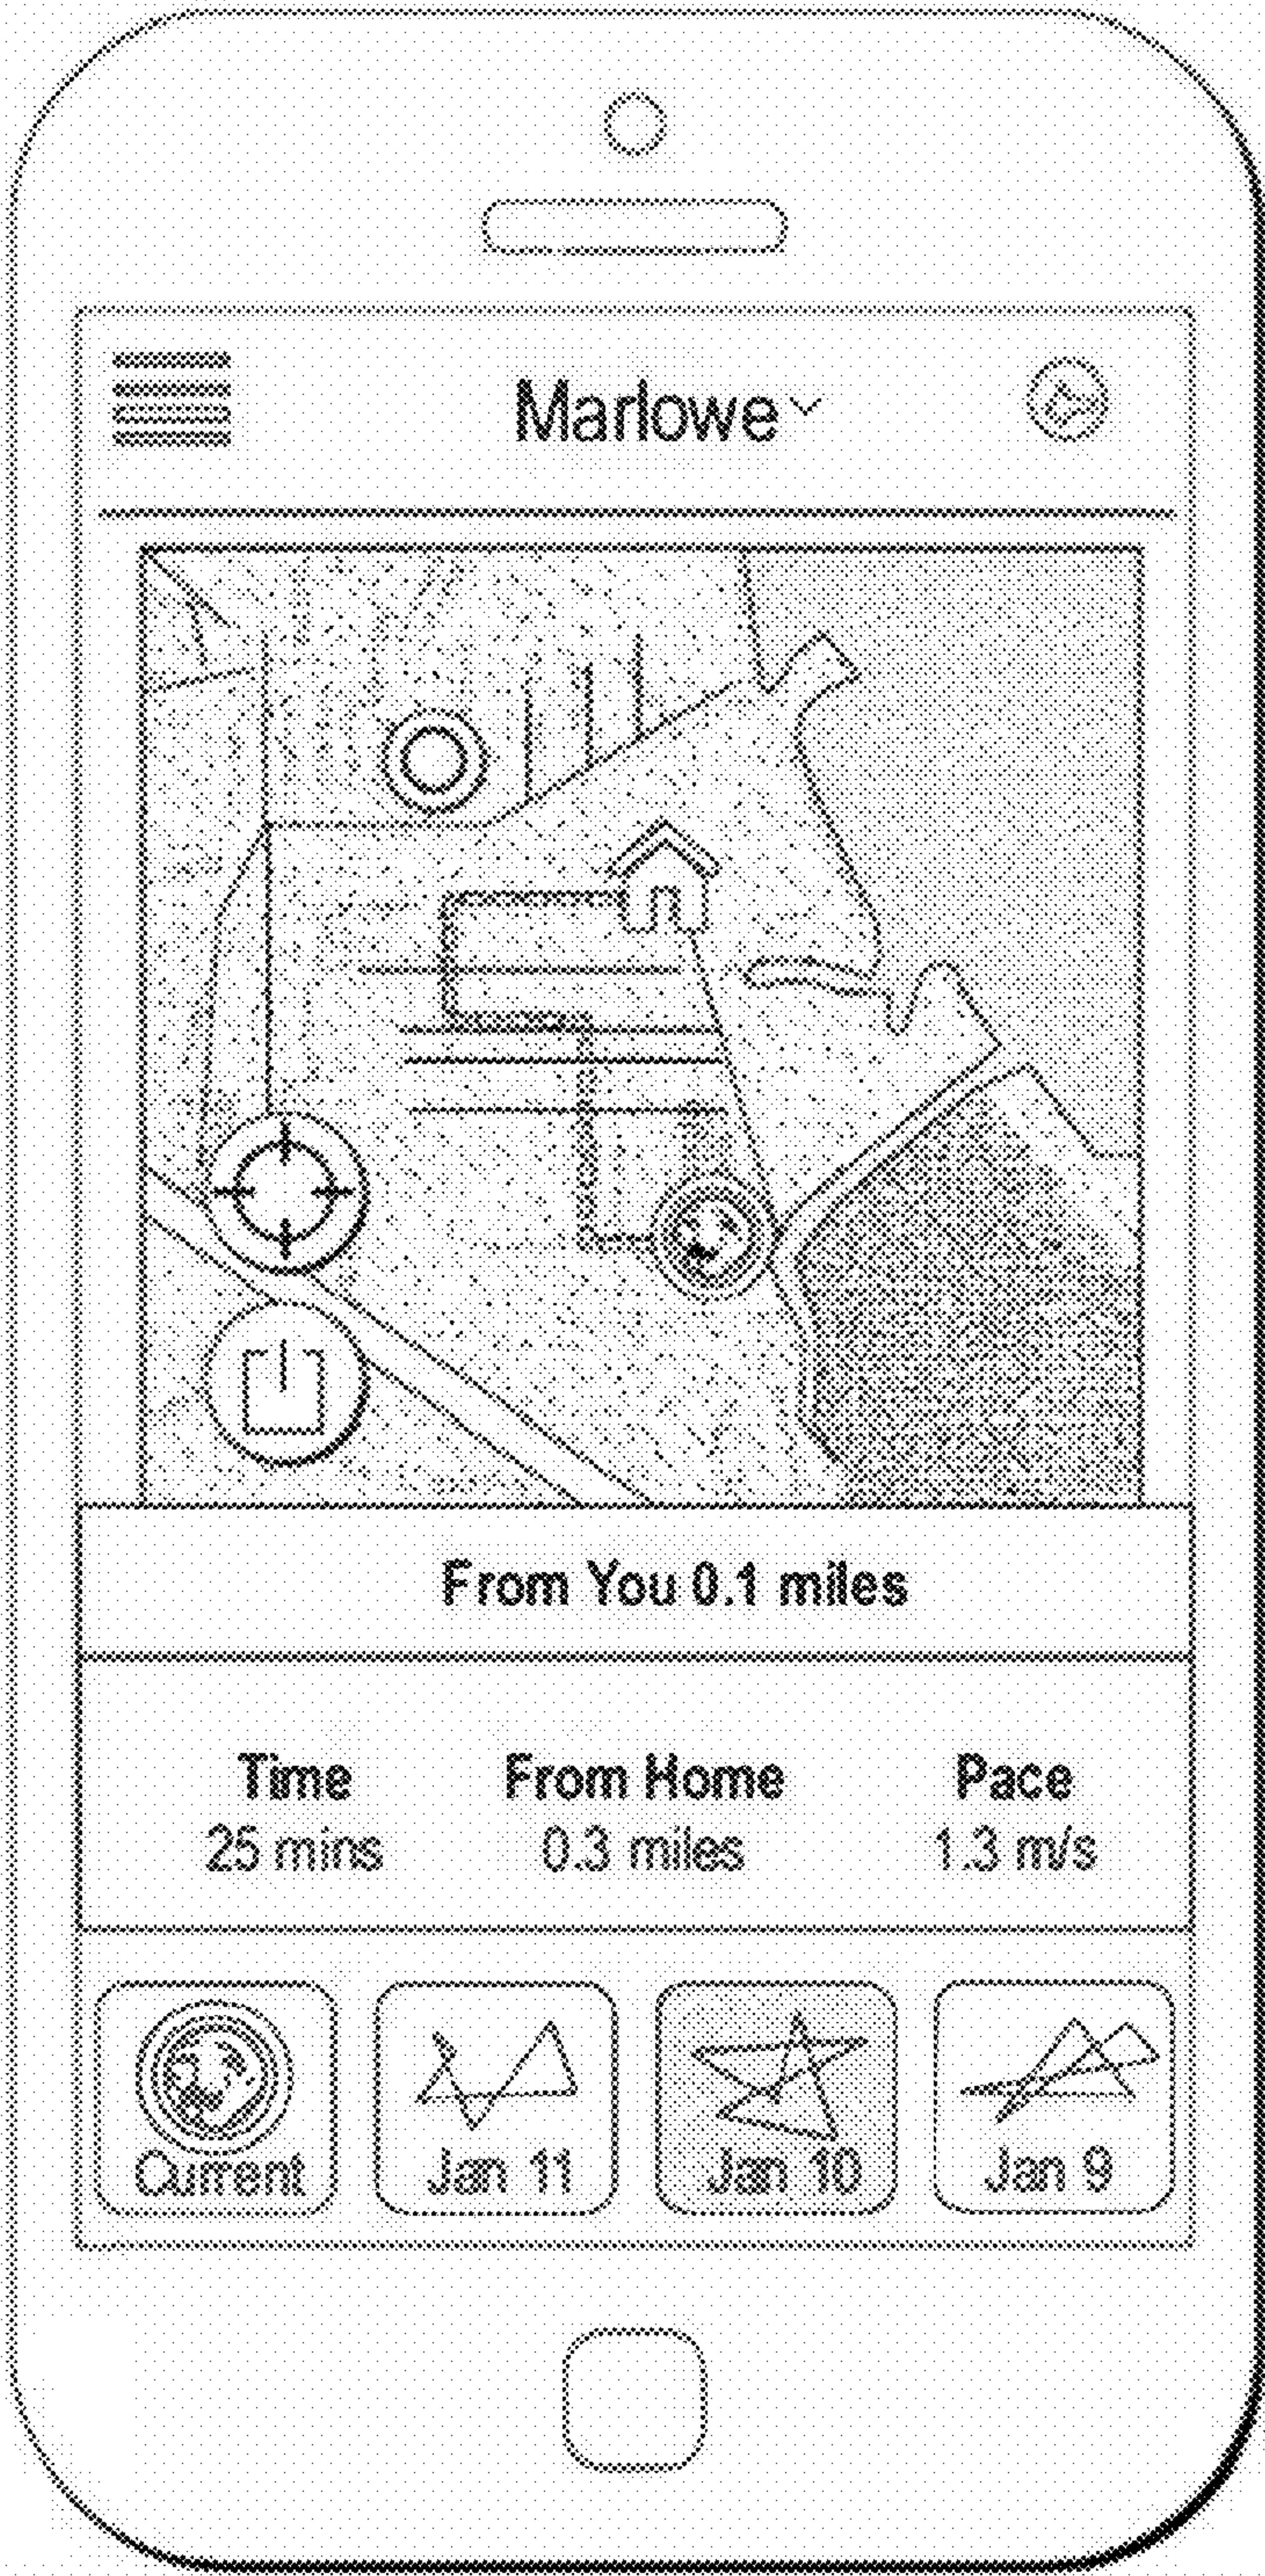 Marlowe
From You 0.1 miles
Time From Home Pace
25 mins 0.3 miles 1.3 m/s
Current Jan 11 Jan 10 Jan 9